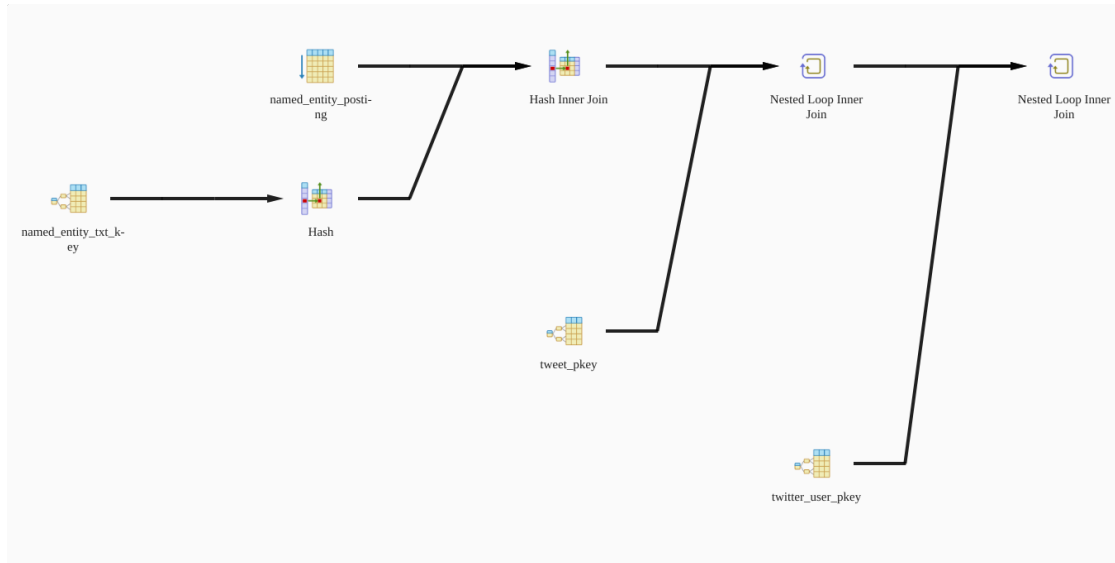 named_entity_posti-
ng
Hash Inner Join
Nested Loop Inner
Join
Nested Loop Inner
Join
named_entity_txt_k-
ey
Hash
tweet_pkey
twitter_user_pkey